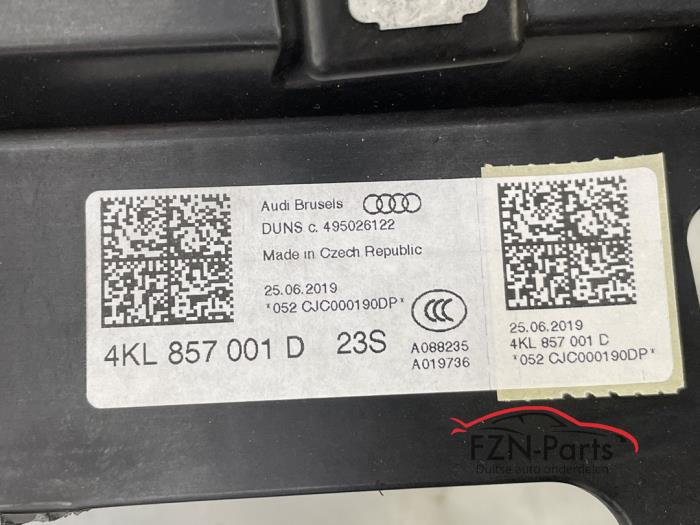 Audi Brusels
DUNS c. 495026122
Made in Czech Republic
25.06.2019
*052 CJC000190DP*
4KL 857 001 D 23S
A088235
A019736
25.06.2019
4KL 857 001 D
*052 CJC000190DP*
FZN-Parts
Duitse auto onderdelen